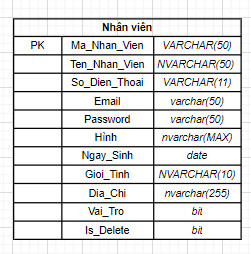 Nhân viên
PK Ma_Nhan_Vien VARCHAR(50)
Ten_Nhan_Vien NVARCHAR(50)
So_Dien_Thoai VARCHAR(11)
Email varchar(50)
Password varchar(50)
Hình nvarchar(MAX)
Ngay_Sinh date
Gioi_Tinh NVARCHAR(10)
Dia_Chi nvarchar(255)
Vai_Tro bit
Is_Delete bit